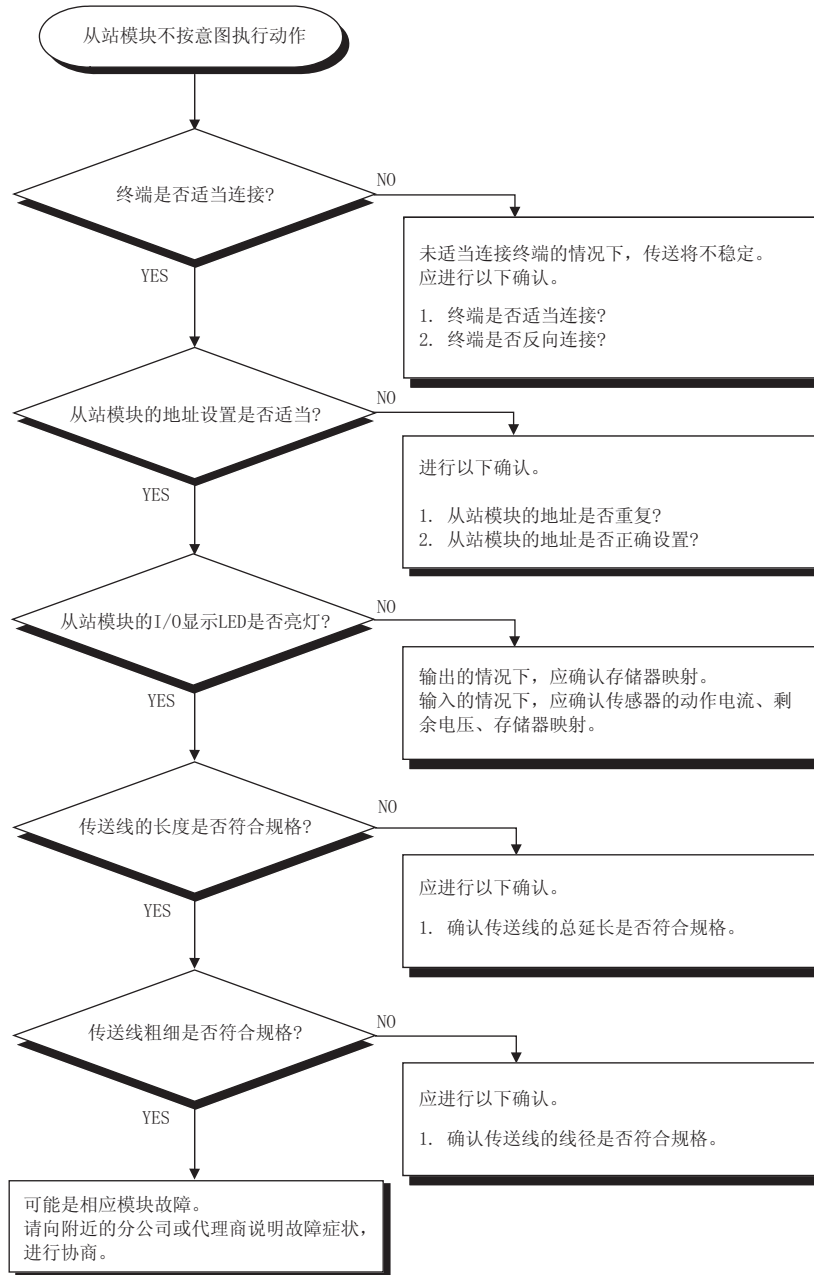 从站模块不按意图执行动作
终端是否适当连接?
NO
YES
未适当连接终端的情况下，传送将不稳定。
应进行以下确认。
1. 终端是否适当连接?
2. 终端是否反向连接?
从站模块的地址设置是否适当?
NO
YES
进行以下确认。
1. 从站模块的地址是否重复?
2. 从站模块的地址是否正确设置?
从站模块的I/O显示LED是否亮灯?
NO
YES
输出的情况下，应确认存储器映射。
输入的情况下，应确认传感器的动作电流、剩
余电压、存储器映射。
传送线的长度是否符合规格?
NO
YES
应进行以下确认。
1. 确认传送线的总延长是否符合规格。
传送线粗细是否符合规格?
NO
YES
应进行以下确认。
1. 确认传送线的线径是否符合规格。
可能是相应模块故障。
请向附近的分公司或代理商说明故障症状，
进行协商。